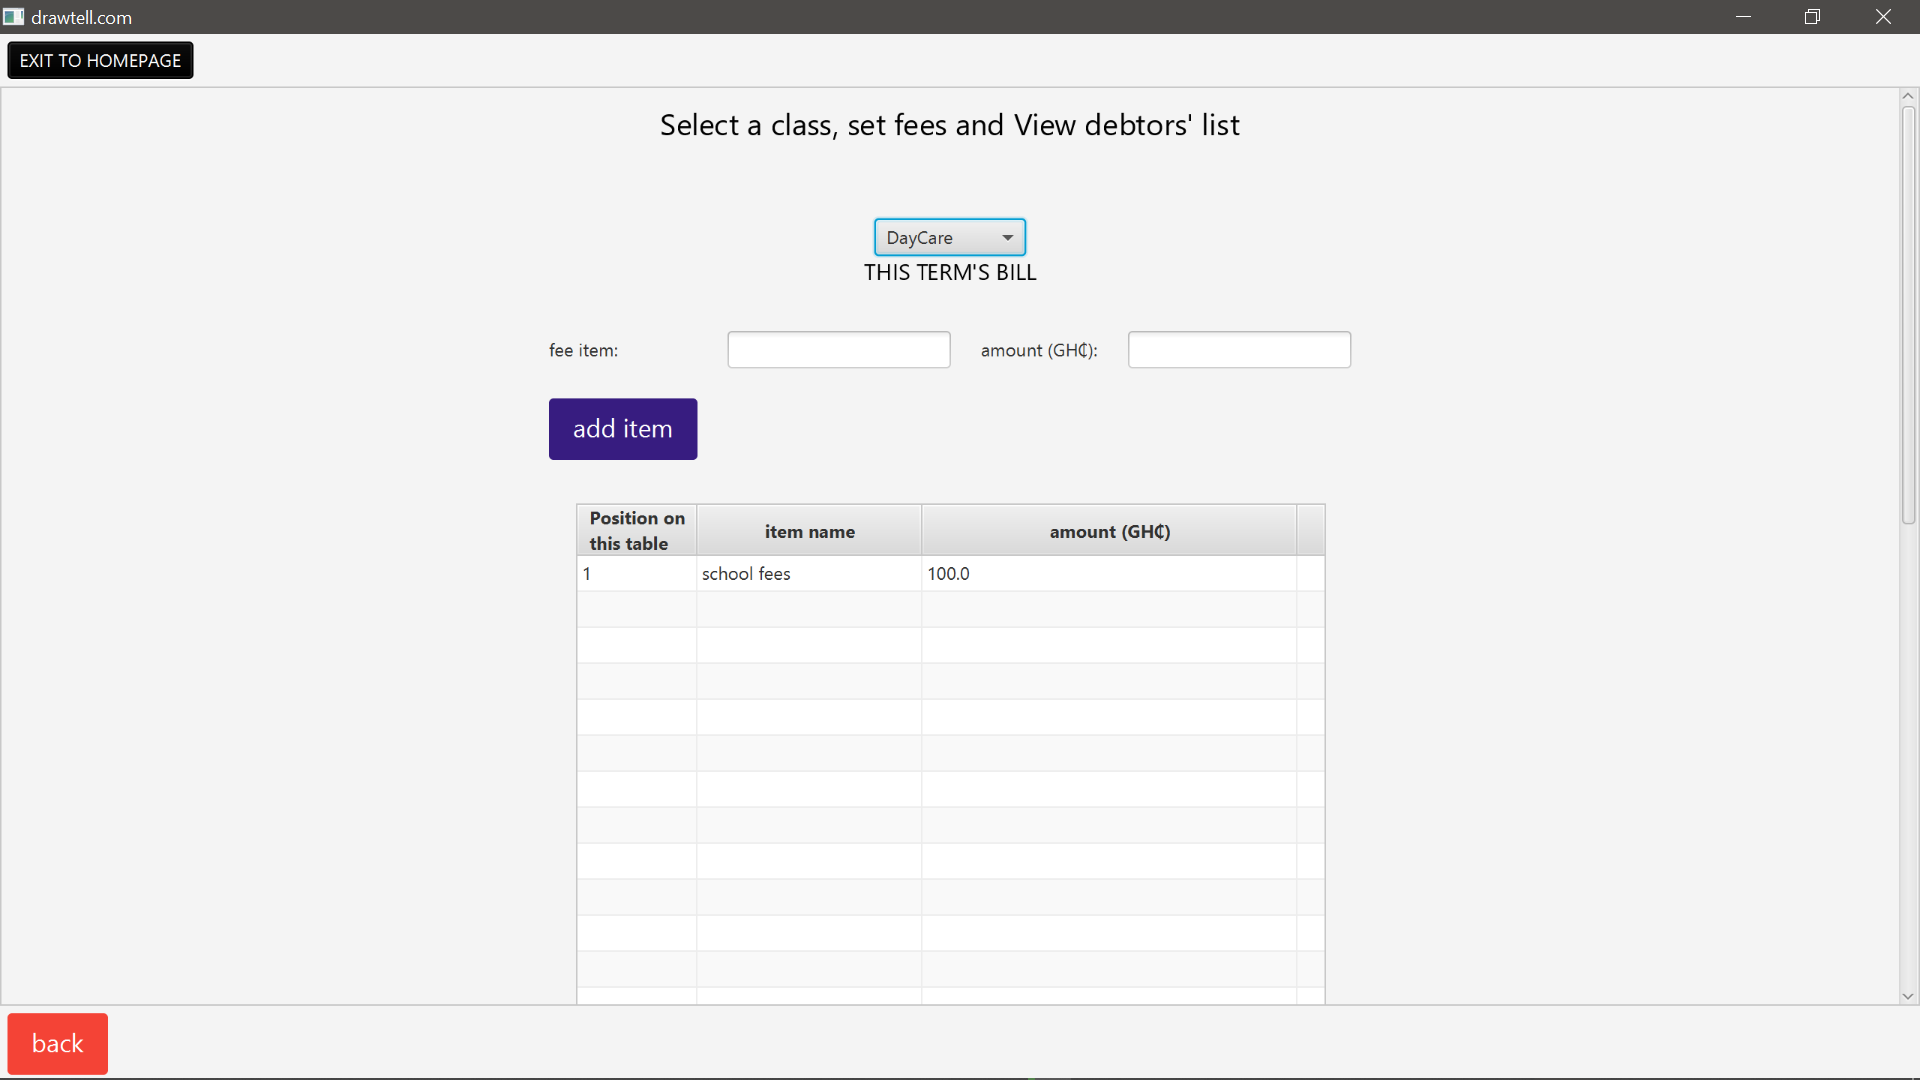 drawtell.com
EXIT TO HOMEPAGE
Select a class, set fees and View debtors' list
DayCare
THIS TERM'S BILL
fee item:
amount (GH₵):
add item
Position on this table
item name
amount (GH₵)
1
school fees
100.0
back